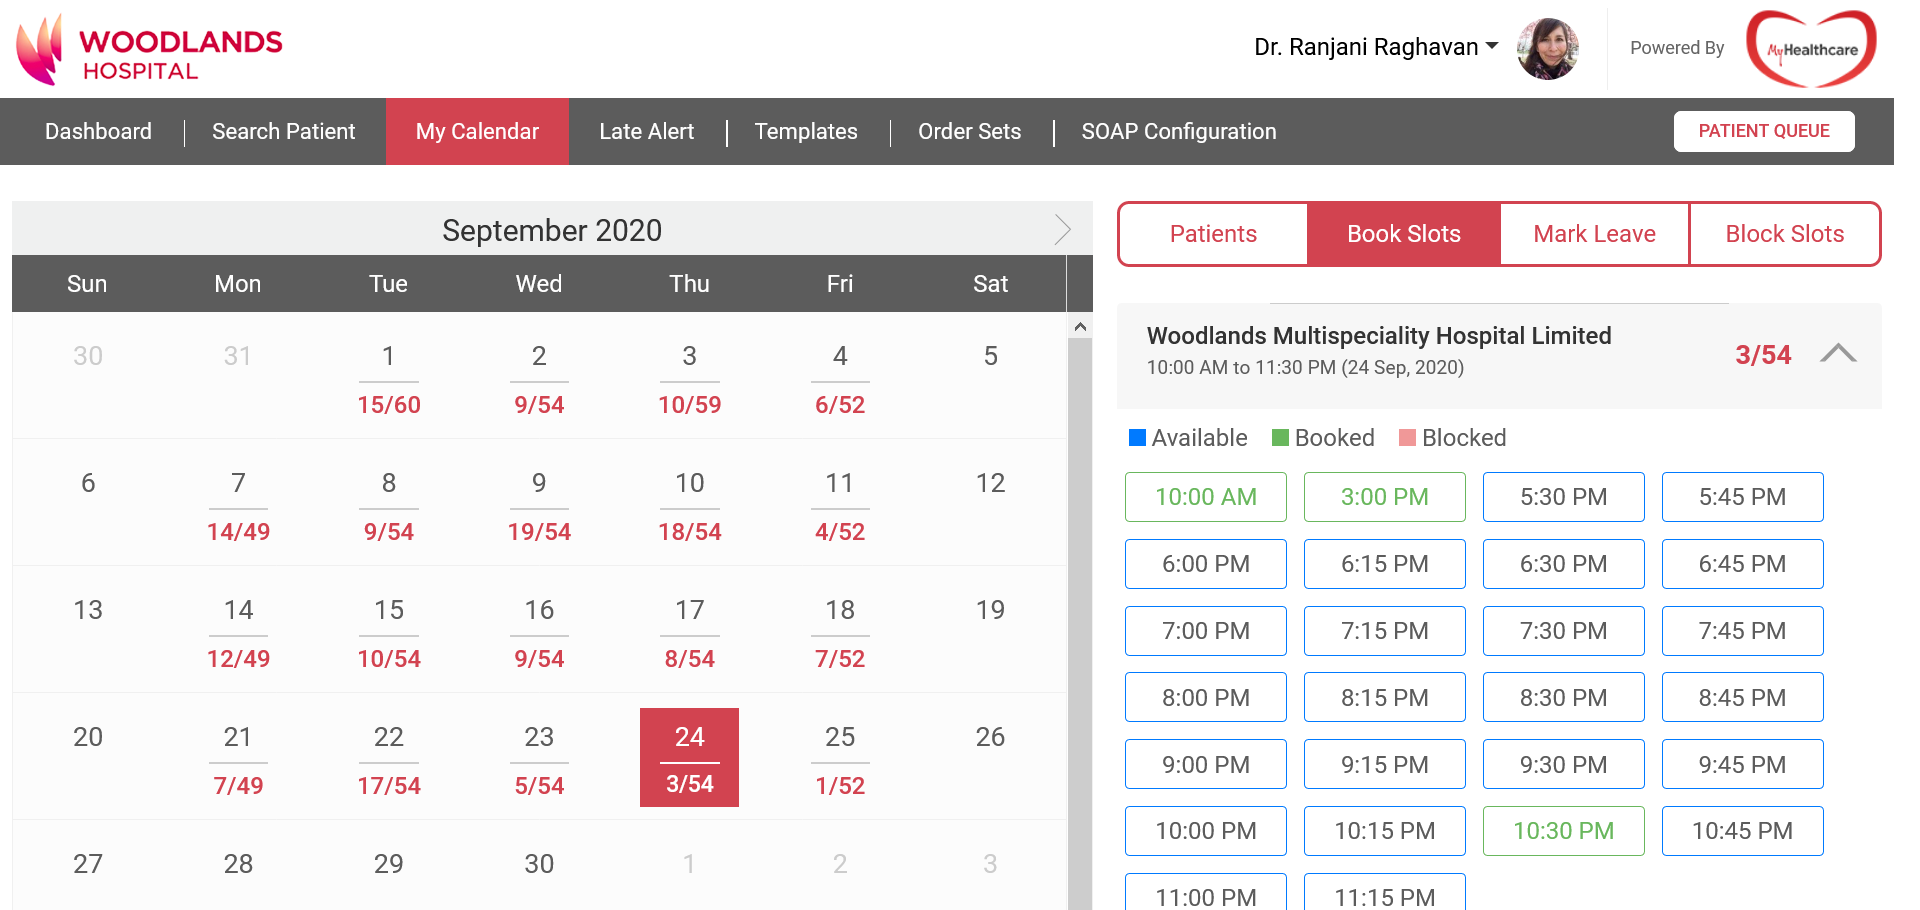 WOODLANDS
HOSPITAL
Dr. Ranjani Raghavan
Powered By
MyHealthcare
Dashboard
Search Patient
My Calendar
Late Alert
Templates
Order Sets
SOAP Configuration
PATIENT QUEUE
September 2020
Sun Mon Tue Wed Thu Fri Sat
30 31 1 2 3 4 5
15/60 9/54 10/59 6/52
6 7 8 9 10 11 12
14/49 9/54 19/54 18/54 4/52
13 14 15 16 17 18 19
12/49 10/54 9/54 8/54 7/52
20 21 22 23 24 25 26
7/49 17/54 5/54 3/54 1/52
27 28 29 30 1 2 3
Patients
Book Slots
Mark Leave
Block Slots
Woodlands Multispeciality Hospital Limited
10:00 AM to 11:30 PM (24 Sep, 2020)
3/54
Available Booked Blocked
10:00 AM 3:00 PM 5:30 PM 5:45 PM
6:00 PM 6:15 PM 6:30 PM 6:45 PM
7:00 PM 7:15 PM 7:30 PM 7:45 PM
8:00 PM 8:15 PM 8:30 PM 8:45 PM
9:00 PM 9:15 PM 9:30 PM 9:45 PM
10:00 PM 10:15 PM 10:30 PM 10:45 PM
11:00 PM 11:15 PM